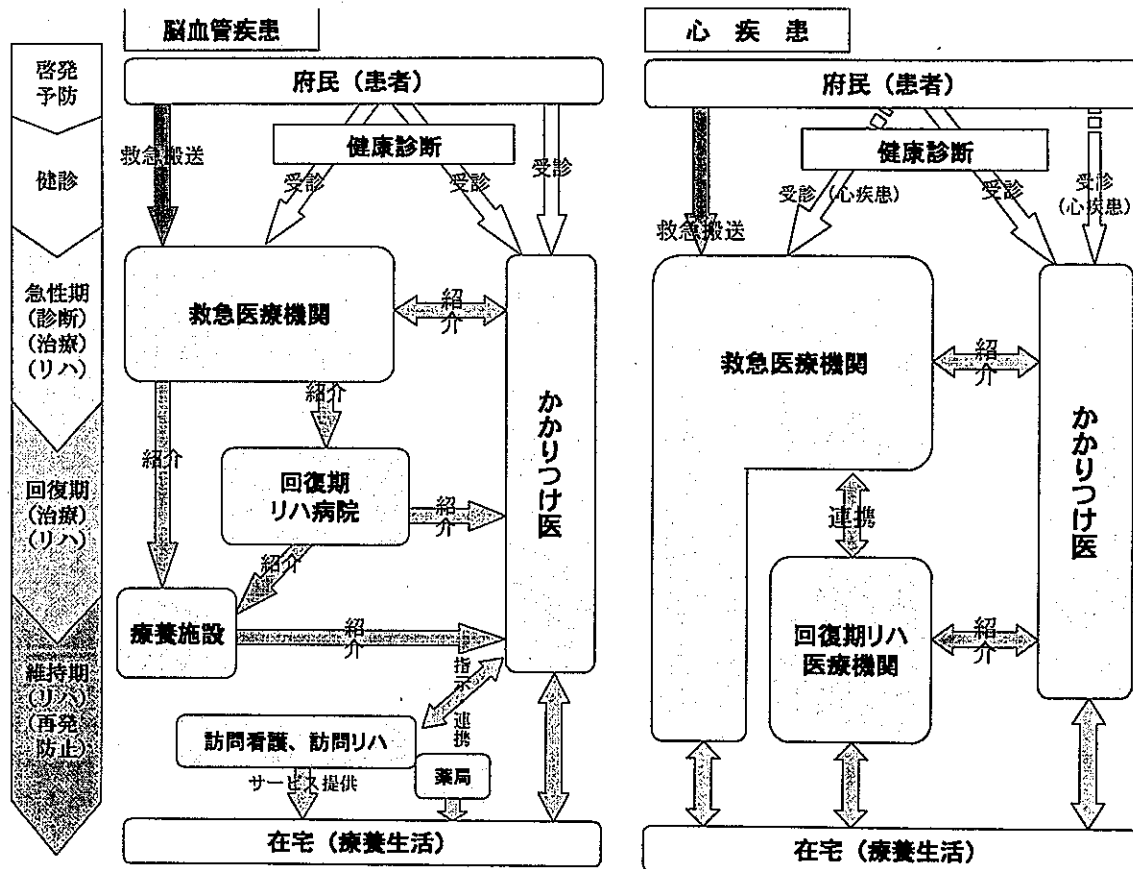 脳血管疾患
心疾患
啓発
予防
健診
急性期
(診断)
(治療)
(リハ)
回復期
(治療)
(リハ)
維持期
(リハ)
(再発
防止)
府民（患者）
救急搬送
健康診断
受診
受診
受診
救急医療機関
紹介
紹介
紹介
回復期
リハ病院
紹介
紹介
かかりつけ医
療養施設
紹介
指示
連携
訪問看護、訪問リハ
サービス提供
薬局
在宅（療養生活）
府民（患者）
健康診断
受診（心疾患）
受診
受診
（心疾患）
救急搬送
救急医療機関
紹介
かかりつけ医
連携
回復期リハ
医療機関
紹介
在宅（療養生活）